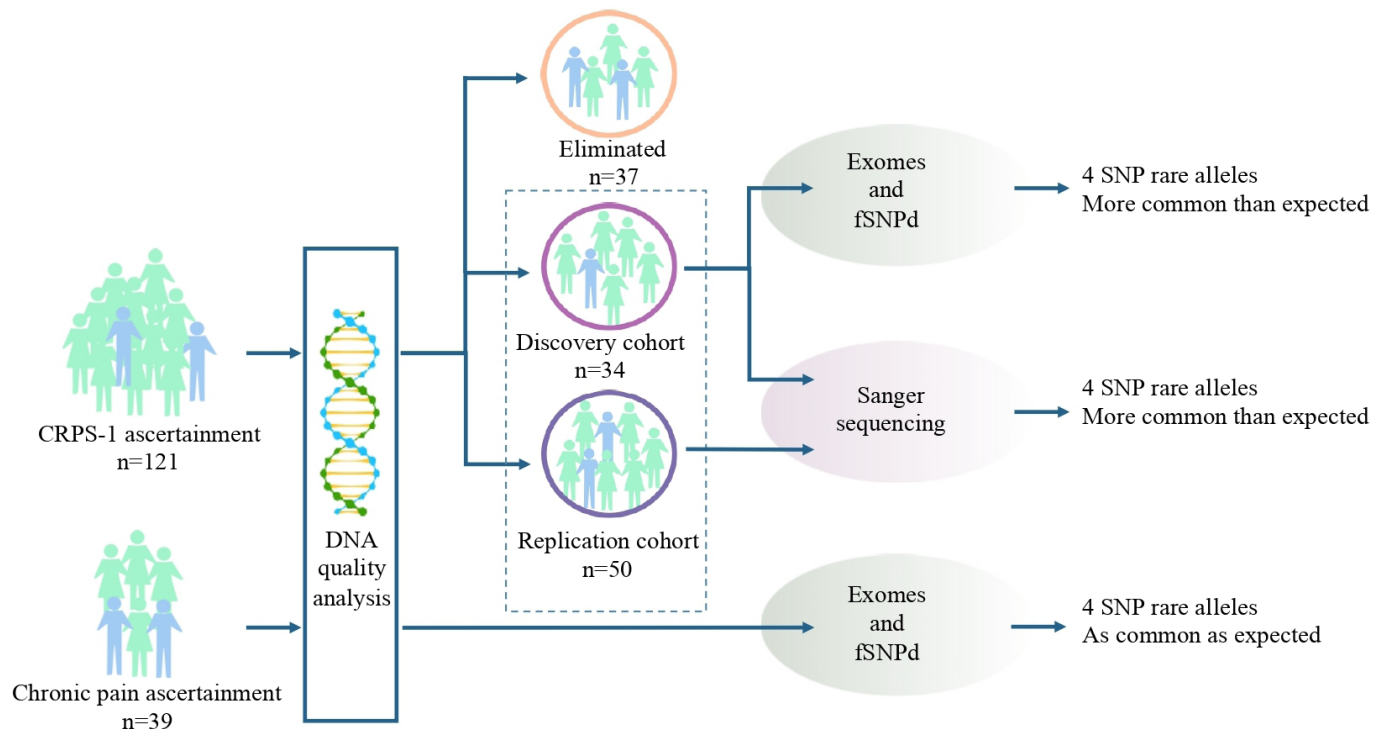 Eliminated
n=37
Exomes
and
fSNPd
4 SNP rare alleles
More common than expected
CRPS-1 ascertainment
n=121
Discovery cohort
n=34
Sanger
sequencing
4 SNP rare alleles
More common than expected
DNA
quality
analysis
Replication cohort
n=50
Chronic pain ascertainment
n=39
Exomes
and
fSNPd
4 SNP rare alleles
As common as expected